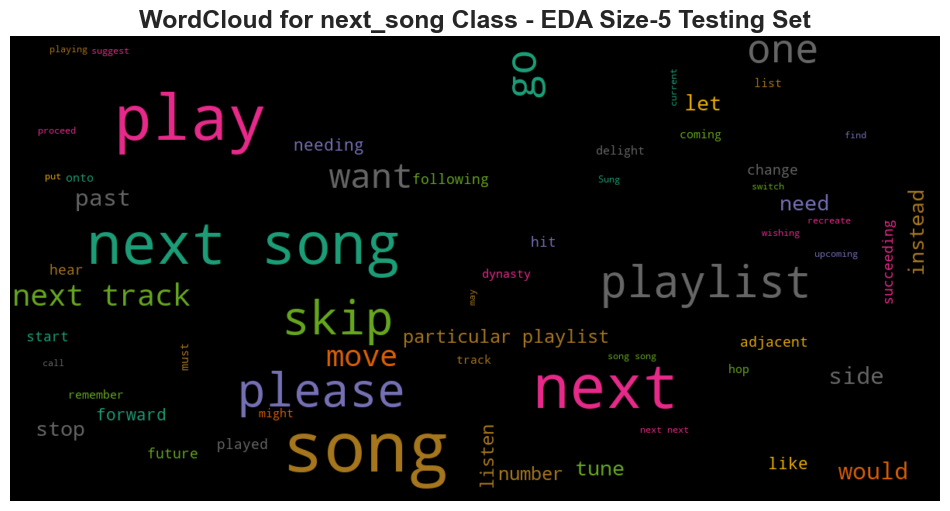 WordCloud for next_song Class - EDA Size-5 Testing Set
playing
suggest
go
one
current
list
play
let
proceed
needing
coming
find
delight
put
onto
want
following
Sung
change
switch
past
need
instead
next song
recreate
wishing
succeeding
hit
upcoming
hear
dynasty
playlist
next track
may
skip
start
particular playlist
adjacent
call
must
move
track
song song
hop
side
remember
please
next
forward
might
stop
played
song
listen
next next
future
number
tune
like
would